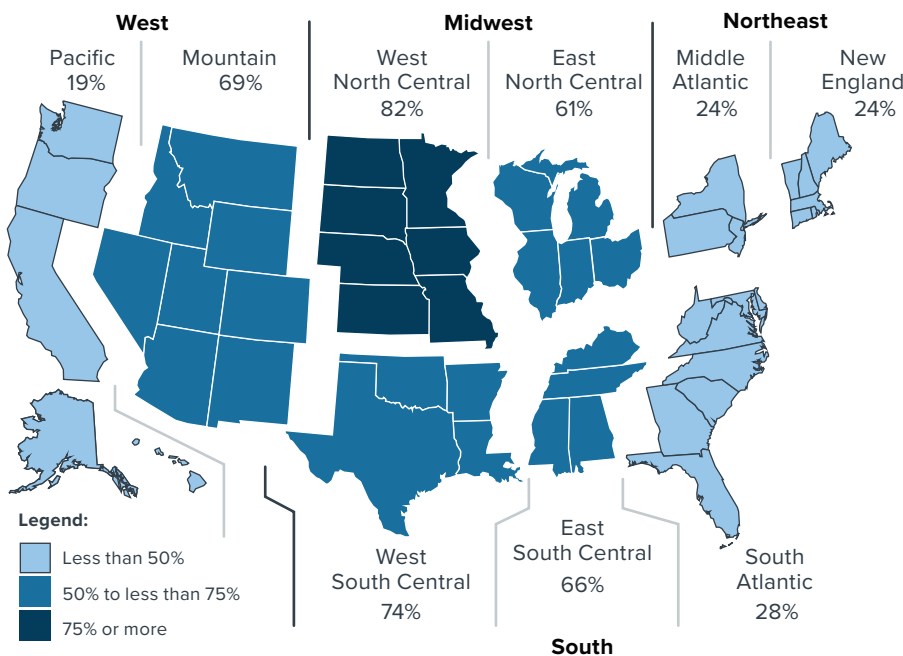 West
Midwest
Northeast
Pacific
19%
Mountain
69%
West
North Central
82%
East
North Central
61%
Middle
Atlantic
24%
New
England
24%
Legend:
Less than 50%
50% to less than 75%
75% or more
West
South Central
74%
East
South Central
66%
South
Atlantic
28%
South